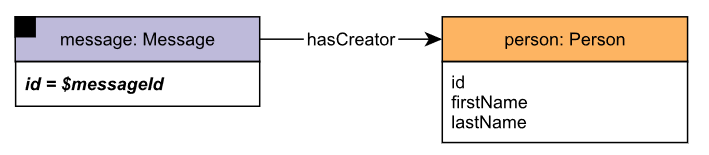 message: Message
id = $messageId
hasCreator
person: Person
id
firstName
lastName